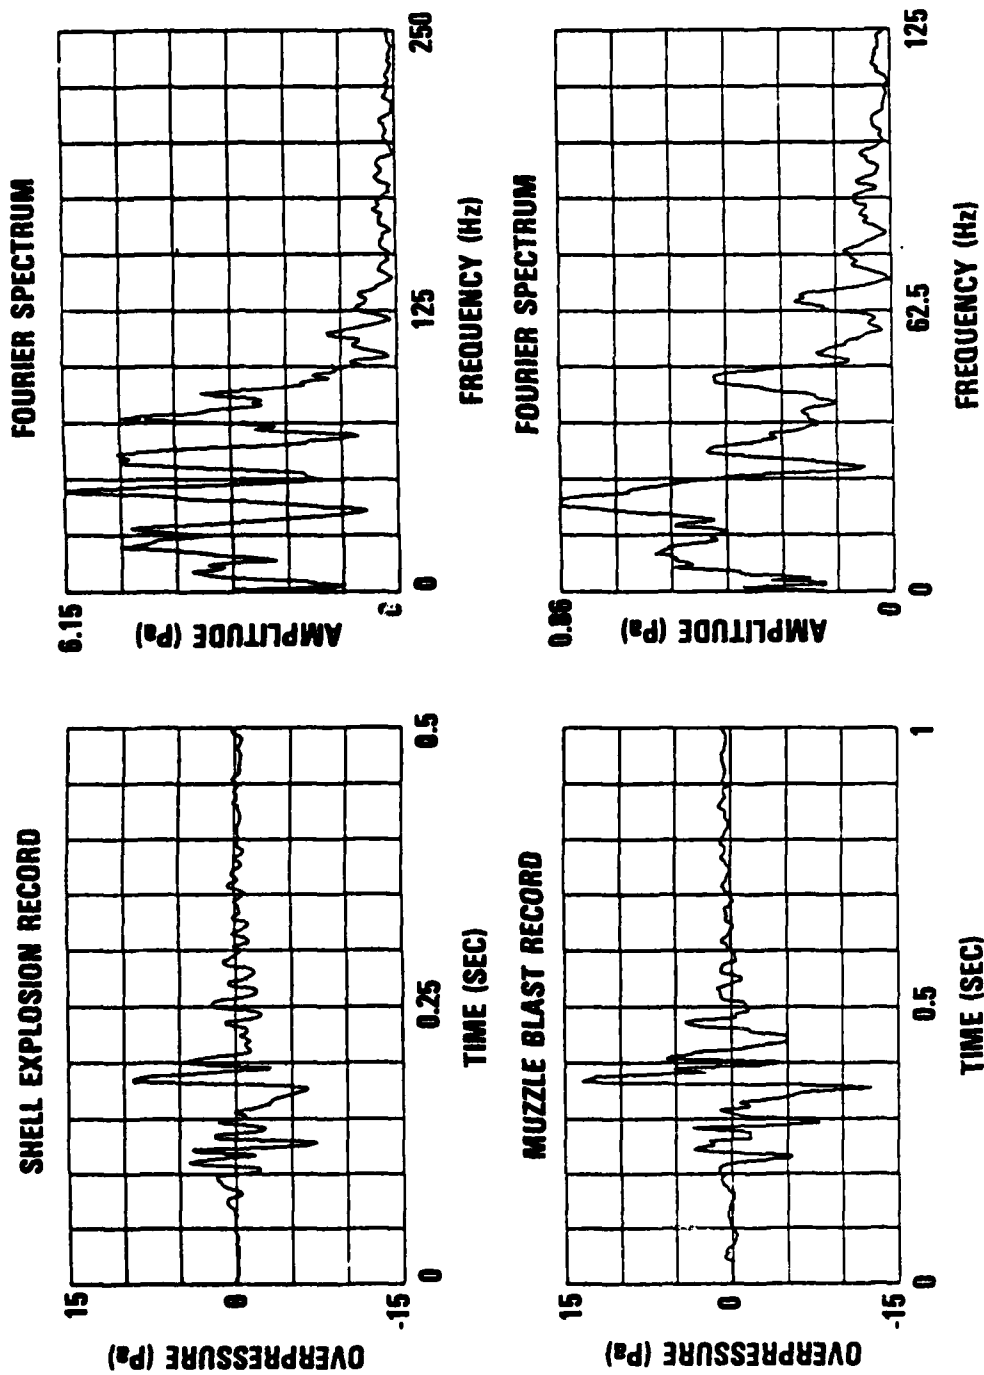 SHELL EXPLOSION RECORD
OVERPRESSURE (Pa)
15
0
-15
0
0.25
0.5
TIME (SEC)
FOURIER SPECTRUM
AMPLITUDE (Pa)
6.15
0
0
125
250
FREQUENCY (Hz)
MUZZLE BLAST RECORD
OVERPRESSURE (Pa)
15
0
-15
0
0.5
1
TIME (SEC)
FOURIER SPECTRUM
AMPLITUDE (Pa)
0.86
0
0
62.5
125
FREQUENCY (Hz)